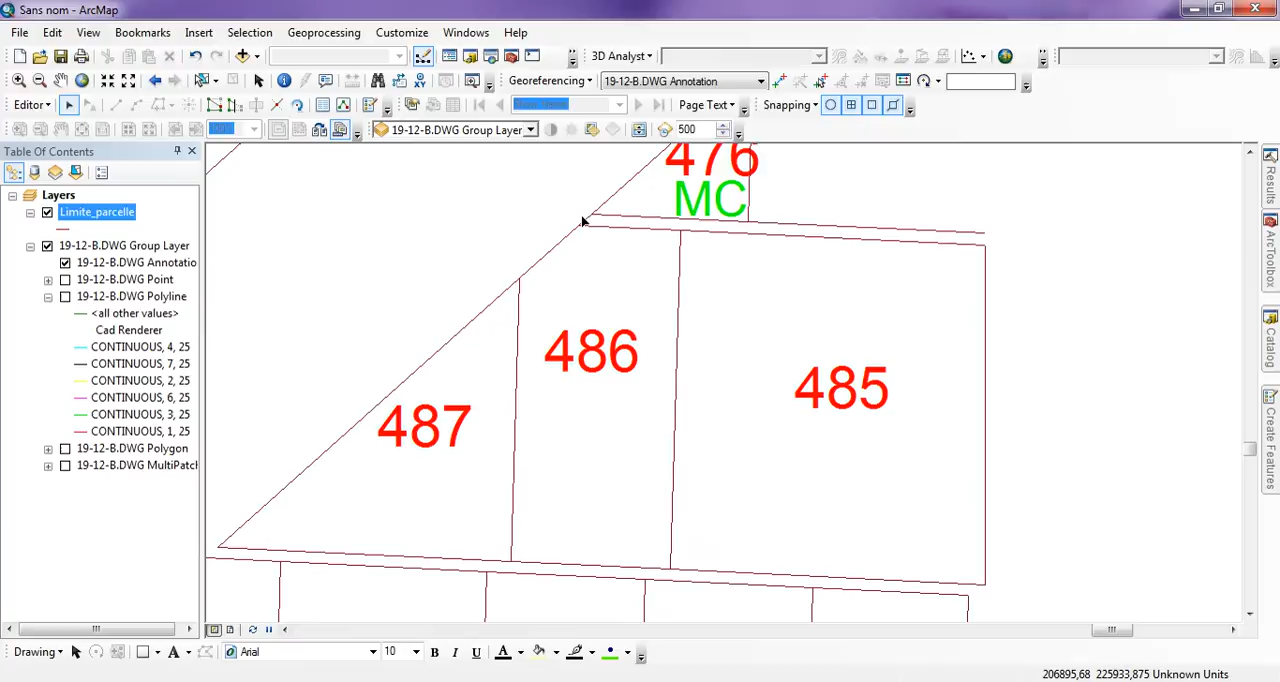 Sans nom - ArcMap
File Edit View Bookmarks Insert Selection Geoprocessing Customize Windows Help
3D Analyst
Georeferencing 19-12-B.DWG Annotation
Editor Page Text Snapping
19-12-B.DWG Group Layer 500
Table Of Contents
Layers
Limite_parcelle
19-12-B.DWG Group Layer
19-12-B.DWG Annotatio
19-12-B.DWG Point
19-12-B.DWG Polyline
<all other values>
Cad Renderer
CONTINUOUS, 4, 25
CONTINUOUS, 7, 25
CONTINUOUS, 2, 25
CONTINUOUS, 6, 25
CONTINUOUS, 3, 25
CONTINUOUS, 1, 25
19-12-B.DWG Polygon
19-12-B.DWG MultiPatch
476
MC
486
485
487
Results
ArcToolbox
Catalog
Create Features
Drawing Arial 10 B I U A
206895,68 225933,875 Unknown Units